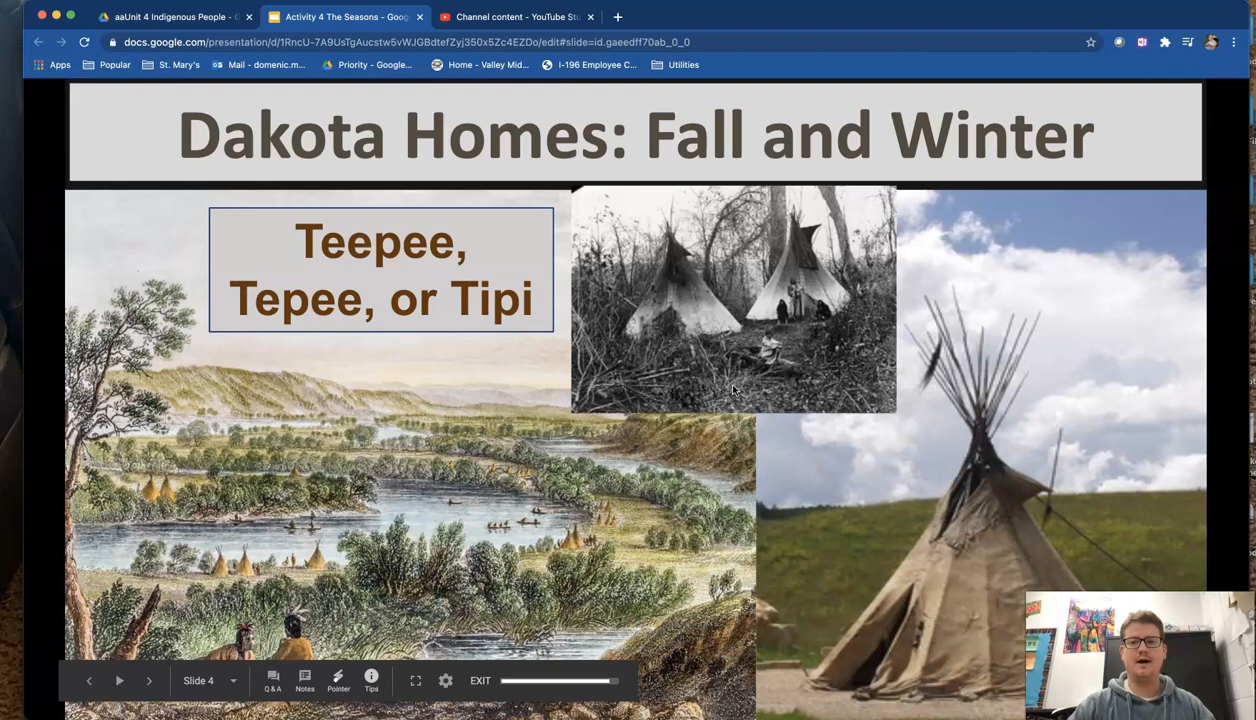 aaUnit 4 Indigenous People - G
Activity 4 The Seasons - Goog
Channel content - YouTube Stu
docs.google.com/presentation/d/1RncU-7A9UsTgAucstw5vWJGBdtefZyj350x5Zc4EZDo/edit#slide=id.gaeedff70ab_0_0
Apps Popular St. Mary's Mail - domenic.m... Priority - Google... Home - Valley Mid... I-196 Employee C... Utilities
Dakota Homes: Fall and Winter
Teepee,
Tepee, or Tipi
Slide 4
Q & A
Notes
Pointer
Tips
EXIT